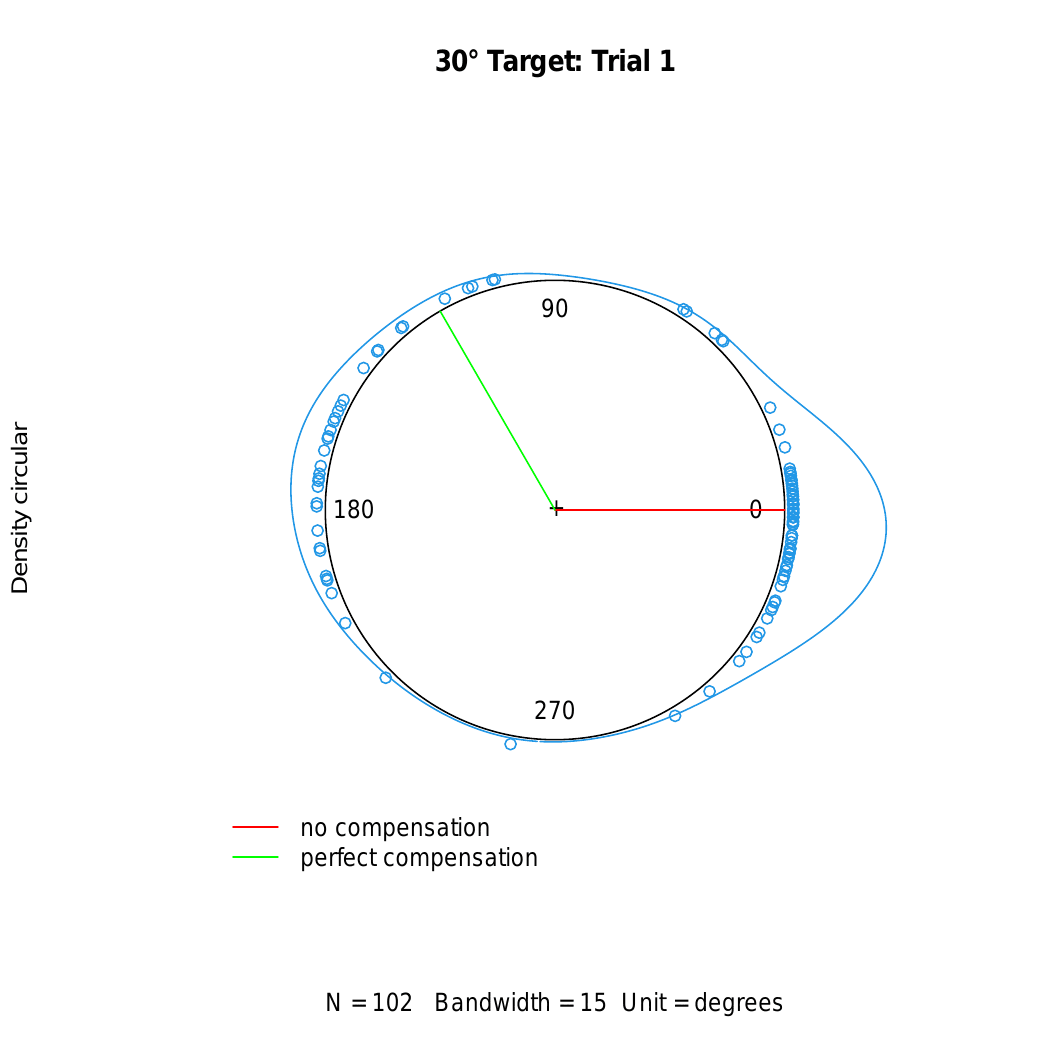 30° Target: Trial 1
Density circular
90
180
0
270
no compensation
perfect compensation
N = 102 Bandwidth = 15 Unit = degrees